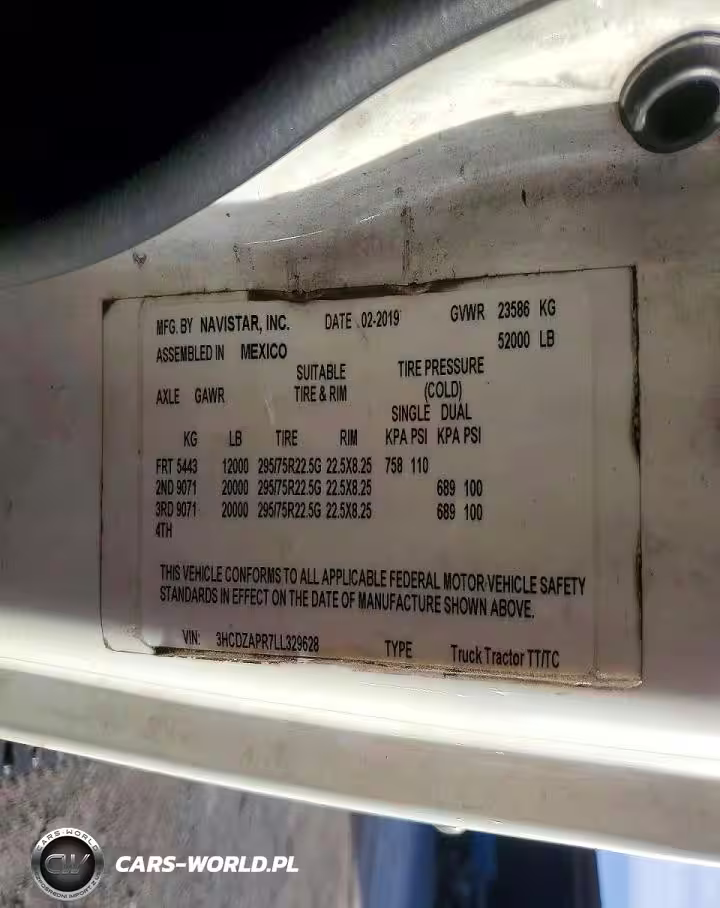 MFG. BY NAVISTAR, INC. DATE 02-2019 GVWR 23586 KG
52000 LB
ASSEMBLED IN MEXICO
SUITABLE TIRE PRESSURE
AXLE GAWR TIRE & RIM (COLD)
SINGLE DUAL
KG LB TIRE RIM KPA PSI KPA PSI
FRT 5443 12000 295/75R22.5G 22.5X8.25 758 110
2ND 9071 20000 295/75R22.5G 22.5X8.25 689 100
3RD 9071 20000 295/75R22.5G 22.5X8.25 689 100
4TH
THIS VEHICLE CONFORMS TO ALL APPLICABLE FEDERAL MOTOR VEHICLE SAFETY
STANDARDS IN EFFECT ON THE DATE OF MANUFACTURE SHOWN ABOVE.
VIN: 3HCDZAPR7LL329628 TYPE Truck Tractor TT/TC
CARS-WORLD
CW
CARS-WORLD.PL